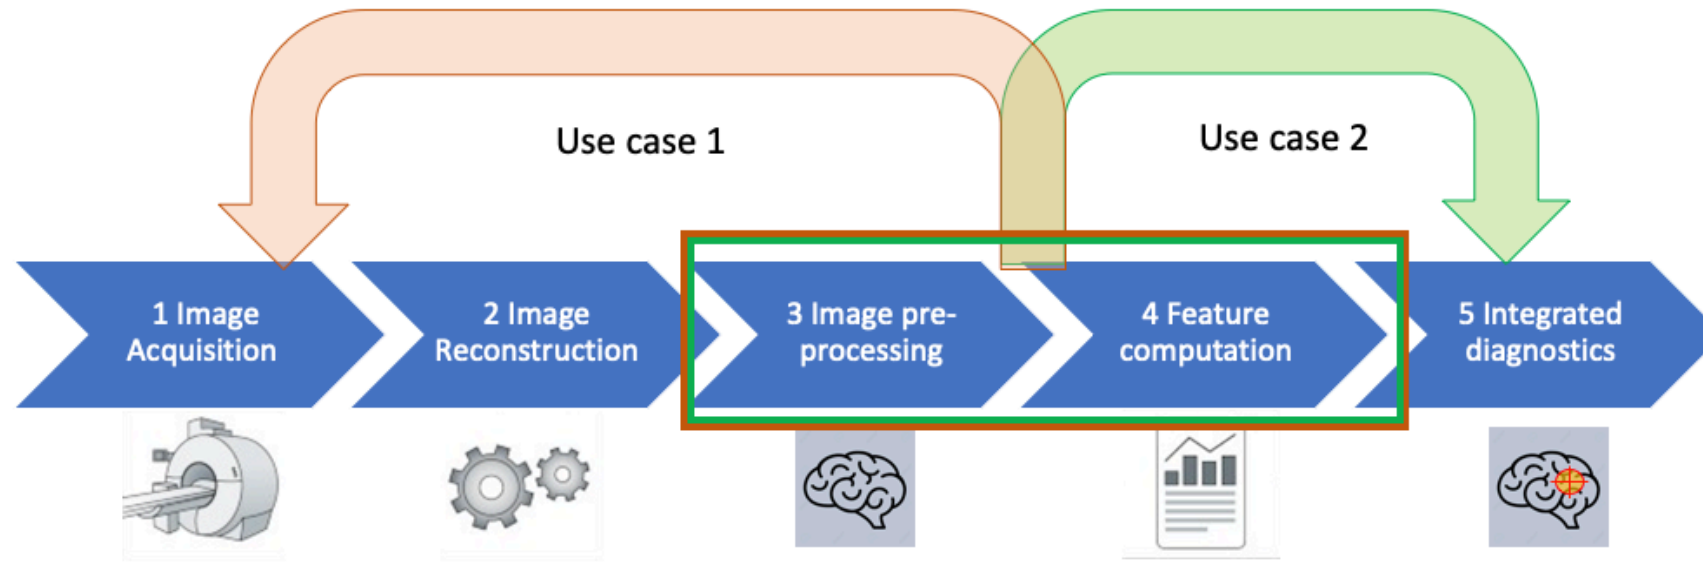 Use case 1
Use case 2
1 Image
Acquisition
2 Image
Reconstruction
3 Image pre-
processing
4 Feature
computation
5 Integrated
diagnostics